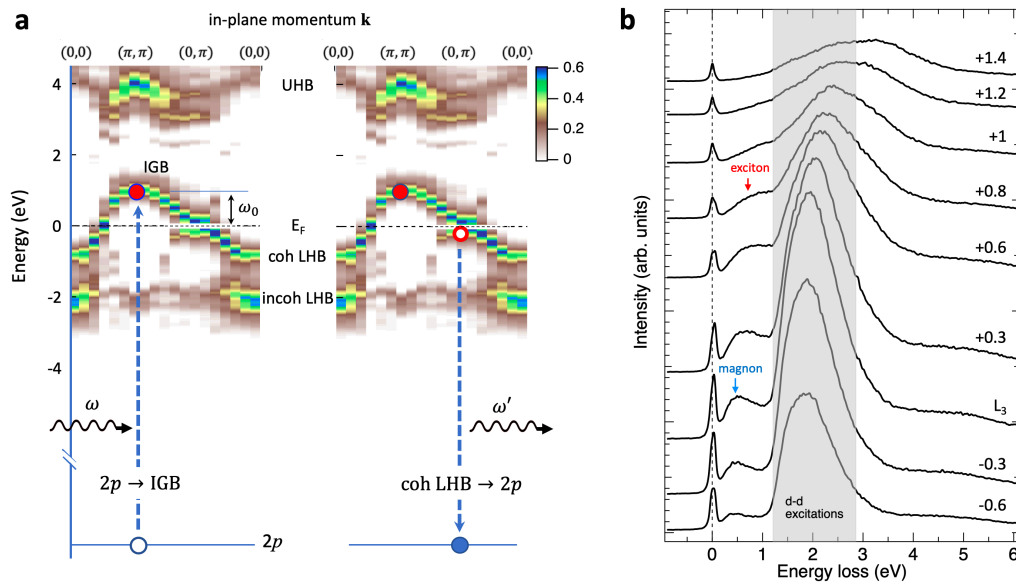 a
in-plane momentum k
(0,0) (π,π) (0,π) (0,0)
(0,0) (π,π) (0,π) (0,0)
Energy (eV)
4
2
0
-2
-4
UHB
IGB
ω₀
E_F
coh LHB
incoh LHB
0.6
0.4
0.2
0
ω
ω′
2p → IGB
coh LHB → 2p
2p
b
Intensity (arb. units)
+1.4
+1.2
+1
+0.8
+0.6
+0.3
L₃
-0.3
-0.6
exciton
magnon
d-d
excitations
0 1 2 3 4 5 6
Energy loss (eV)